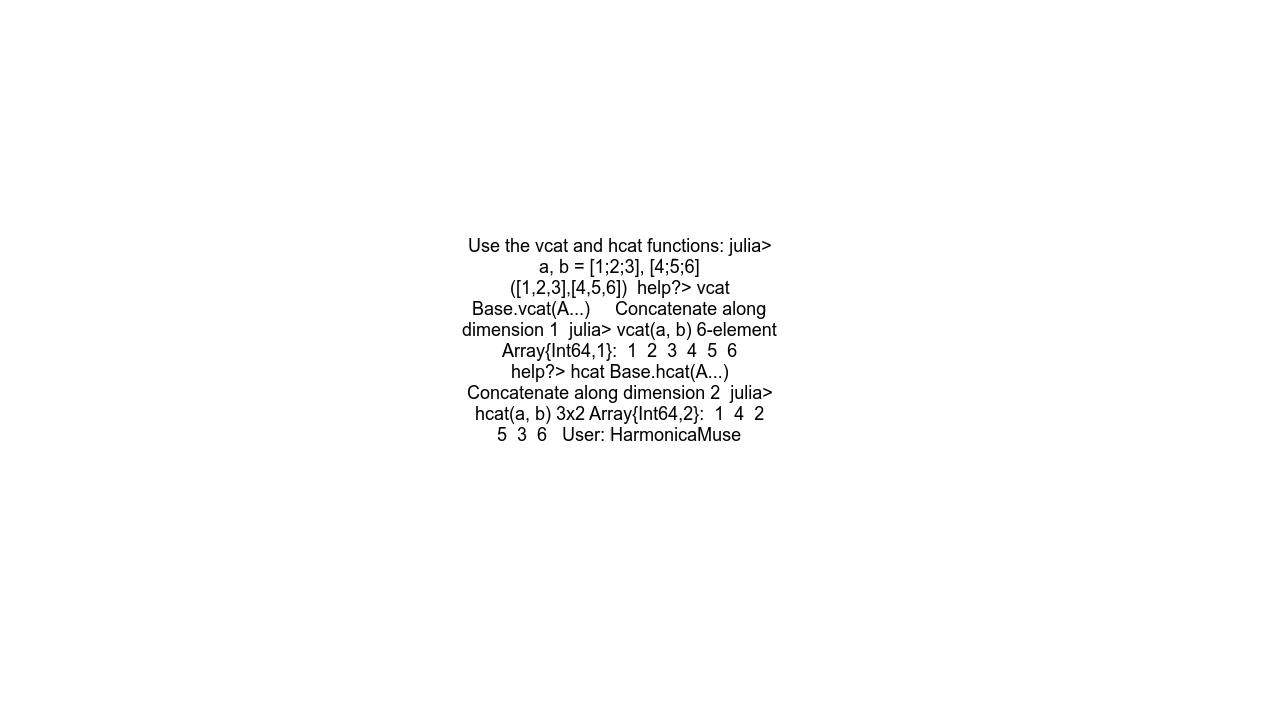 Use the vcat and hcat functions: julia>
a, b = [1;2;3], [4;5;6]
([1,2,3],[4,5,6])  help?> vcat
Base.vcat(A...)     Concatenate along
dimension 1  julia> vcat(a, b) 6-element
Array{Int64,1}:  1  2  3  4  5  6
help?> hcat Base.hcat(A...)
Concatenate along dimension 2  julia>
hcat(a, b) 3x2 Array{Int64,2}:  1  4  2
5  3  6   User: HarmonicaMuse